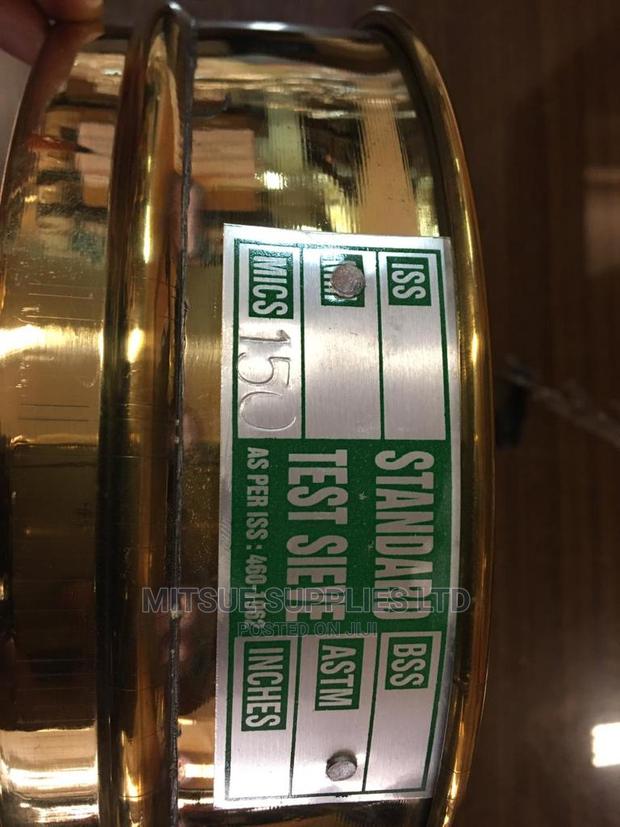 ISS
MICS 150
STANDARD
TEST SIEVE
AS PER ISS : 460-1962
BSS
ASTM
INCHES
MITSUE SUPPLIES LTD
POSTED ON JIJI